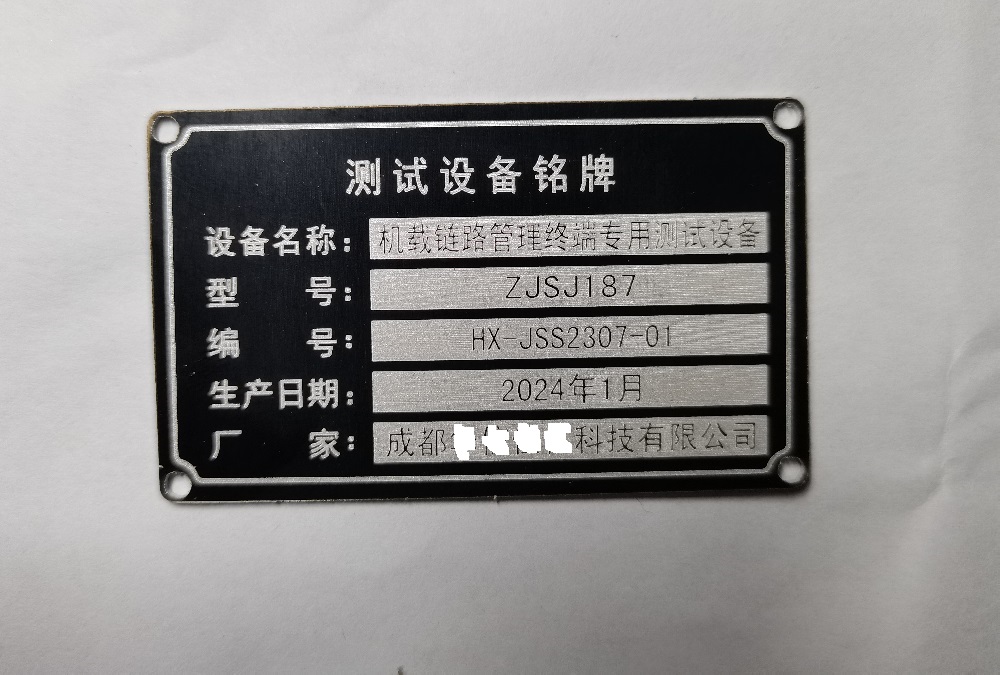 测试设备铭牌
设备名称：机载链路管理终端专用测试设备
型号：ZJSJ187
编号：HX-JSS2307-01
生产日期：2024年1月
厂家：成都 科技有限公司